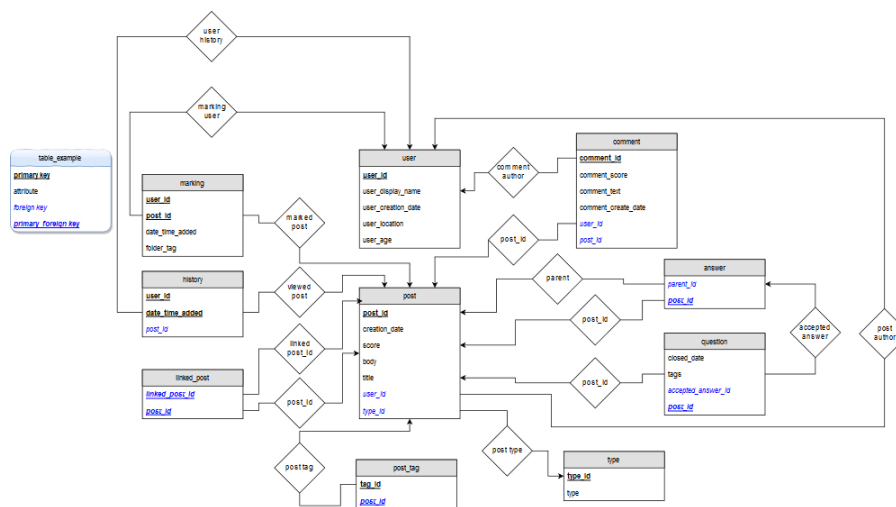 user
history
marking
user
table_example
primary key
attribute
foreign key
primary_foreign key
marking
user_id
post_id
date_time_added
folder_tag
marked
post
user
user_id
user_display_name
user_creation_date
user_location
user_age
comment
author
comment
comment_id
comment_score
comment_text
comment_create_date
user_id
post_id
post_id
history
user_id
date_time_added
post_id
viewed
post
post
post_id
creation_date
score
body
title
user_id
type_id
parent
answer
parent_id
post_id
post_id
linked
post_id
linked_post
linked_post_id
post_id
post_id
post_id
question
closed_date
tags
accepted_answer_id
post_id
accepted
answer
post
author
post tag
post_tag
tag_id
post_id
post type
type
type_id
type